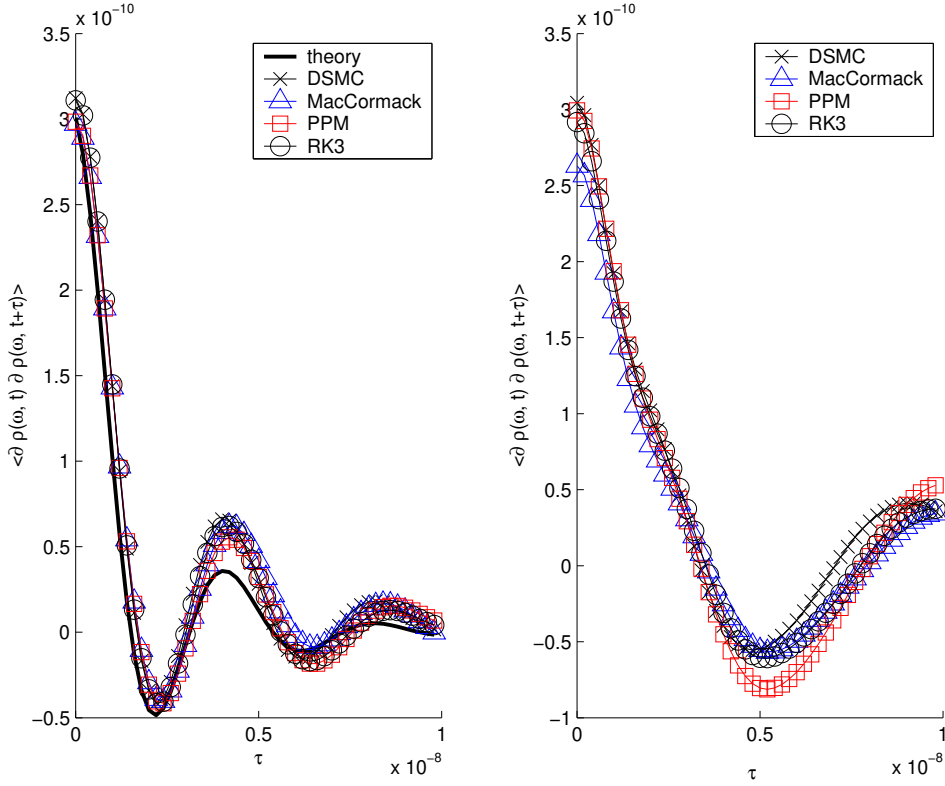 x 10⁻¹⁰
3.5
3
2.5
2
1.5
1
0.5
0
−0.5
<∂ ρ(ω, t) ∂ ρ(ω, t+τ)>
theory
DSMC
MacCormack
PPM
RK3
0
0.5
1
x 10⁻⁸
τ
x 10⁻¹⁰
3.5
3
2.5
2
1.5
1
0.5
0
−0.5
−1
<∂ ρ(ω, t) ∂ ρ(ω, t+τ)>
DSMC
MacCormack
PPM
RK3
0
0.5
1
x 10⁻⁸
τ